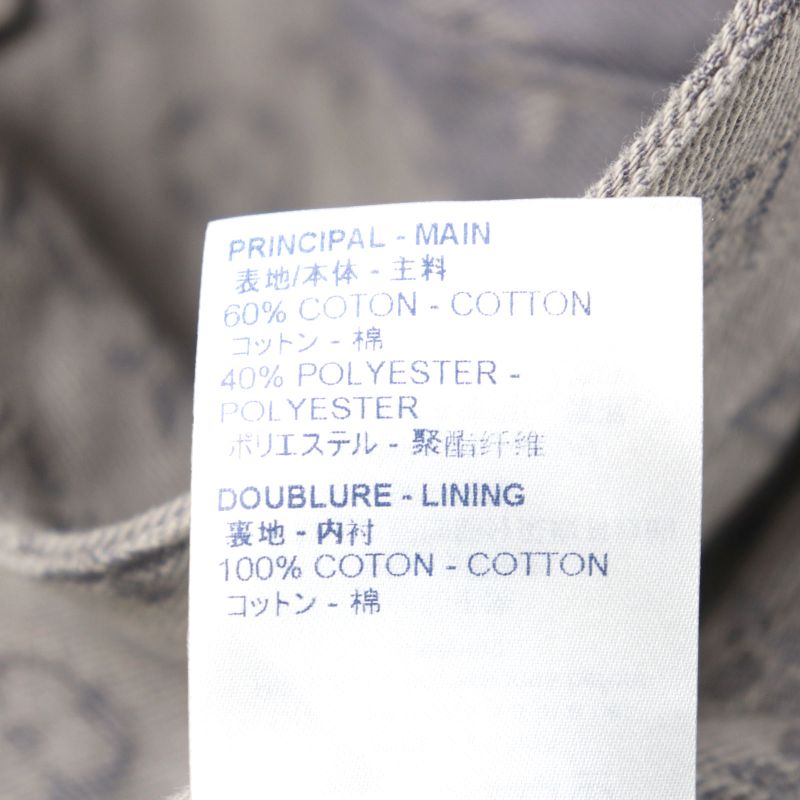 PRINCIPAL - MAIN
表地/本体 - 主料
60% COTON - COTTON
コットン - 棉
40% POLYESTER -
POLYESTER
ポリエステル - 聚酯纤维
DOUBLURE - LINING
裏地 - 内衬
100% COTON - COTTON
コットン - 棉